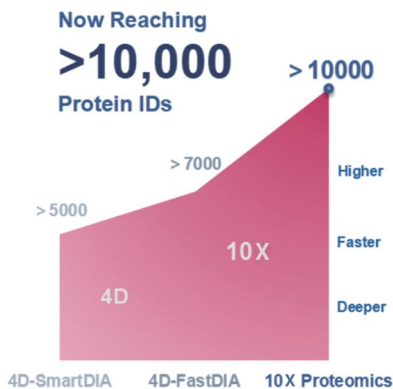 Now Reaching
>10,000
Protein IDs
> 10000
> 7000
> 5000
Higher
Faster
Deeper
10X
4D
4D-SmartDIA 4D-FastDIA 10X Proteomics